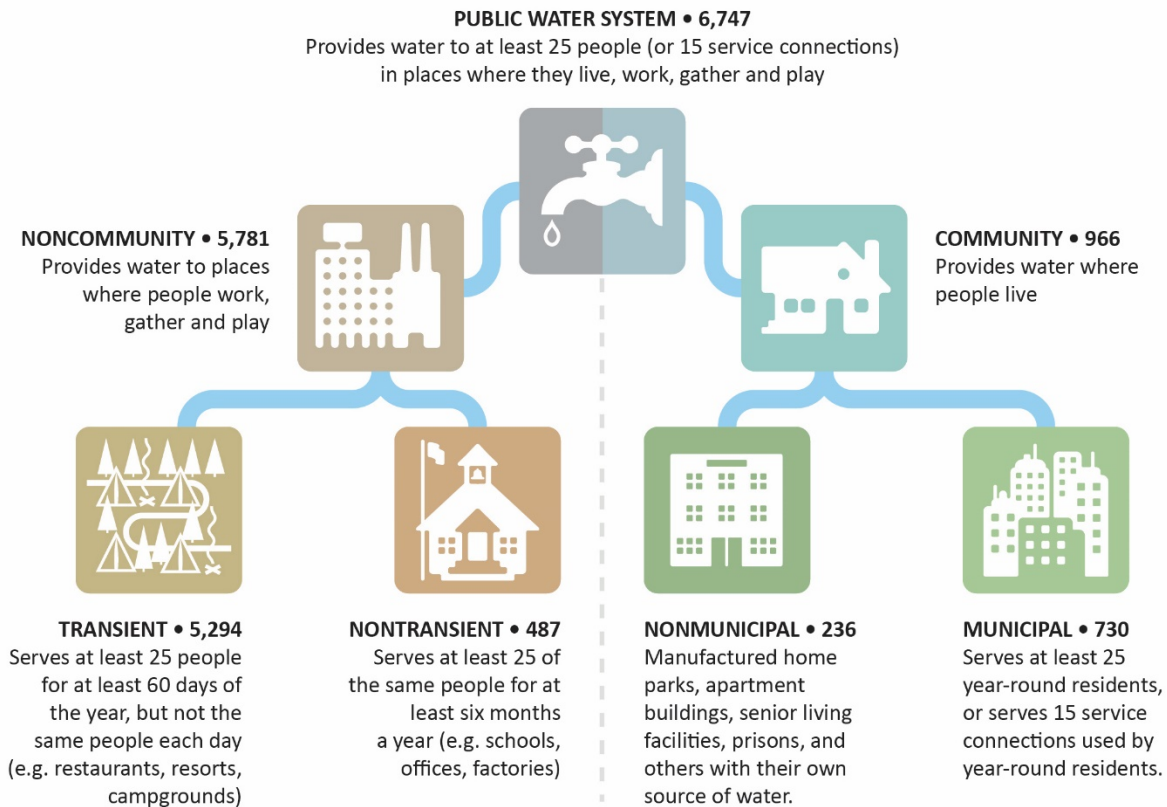 PUBLIC WATER SYSTEM • 6,747
Provides water to at least 25 people (or 15 service connections)
in places where they live, work, gather and play
NONCOMMUNITY • 5,781
Provides water to places
where people work,
gather and play
COMMUNITY • 966
Provides water where
people live
TRANSIENT • 5,294
Serves at least 25 people
for at least 60 days of
the year, but not the
same people each day
(e.g. restaurants, resorts,
campgrounds)
NONTRANSIENT • 487
Serves at least 25 of
the same people for at
least six months
a year (e.g. schools,
offices, factories)
NONMUNICIPAL • 236
Manufactured home
parks, apartment
buildings, senior living
facilities, prisons, and
others with their own
source of water.
MUNICIPAL • 730
Serves at least 25
year-round residents,
or serves 15 service
connections used by
year-round residents.